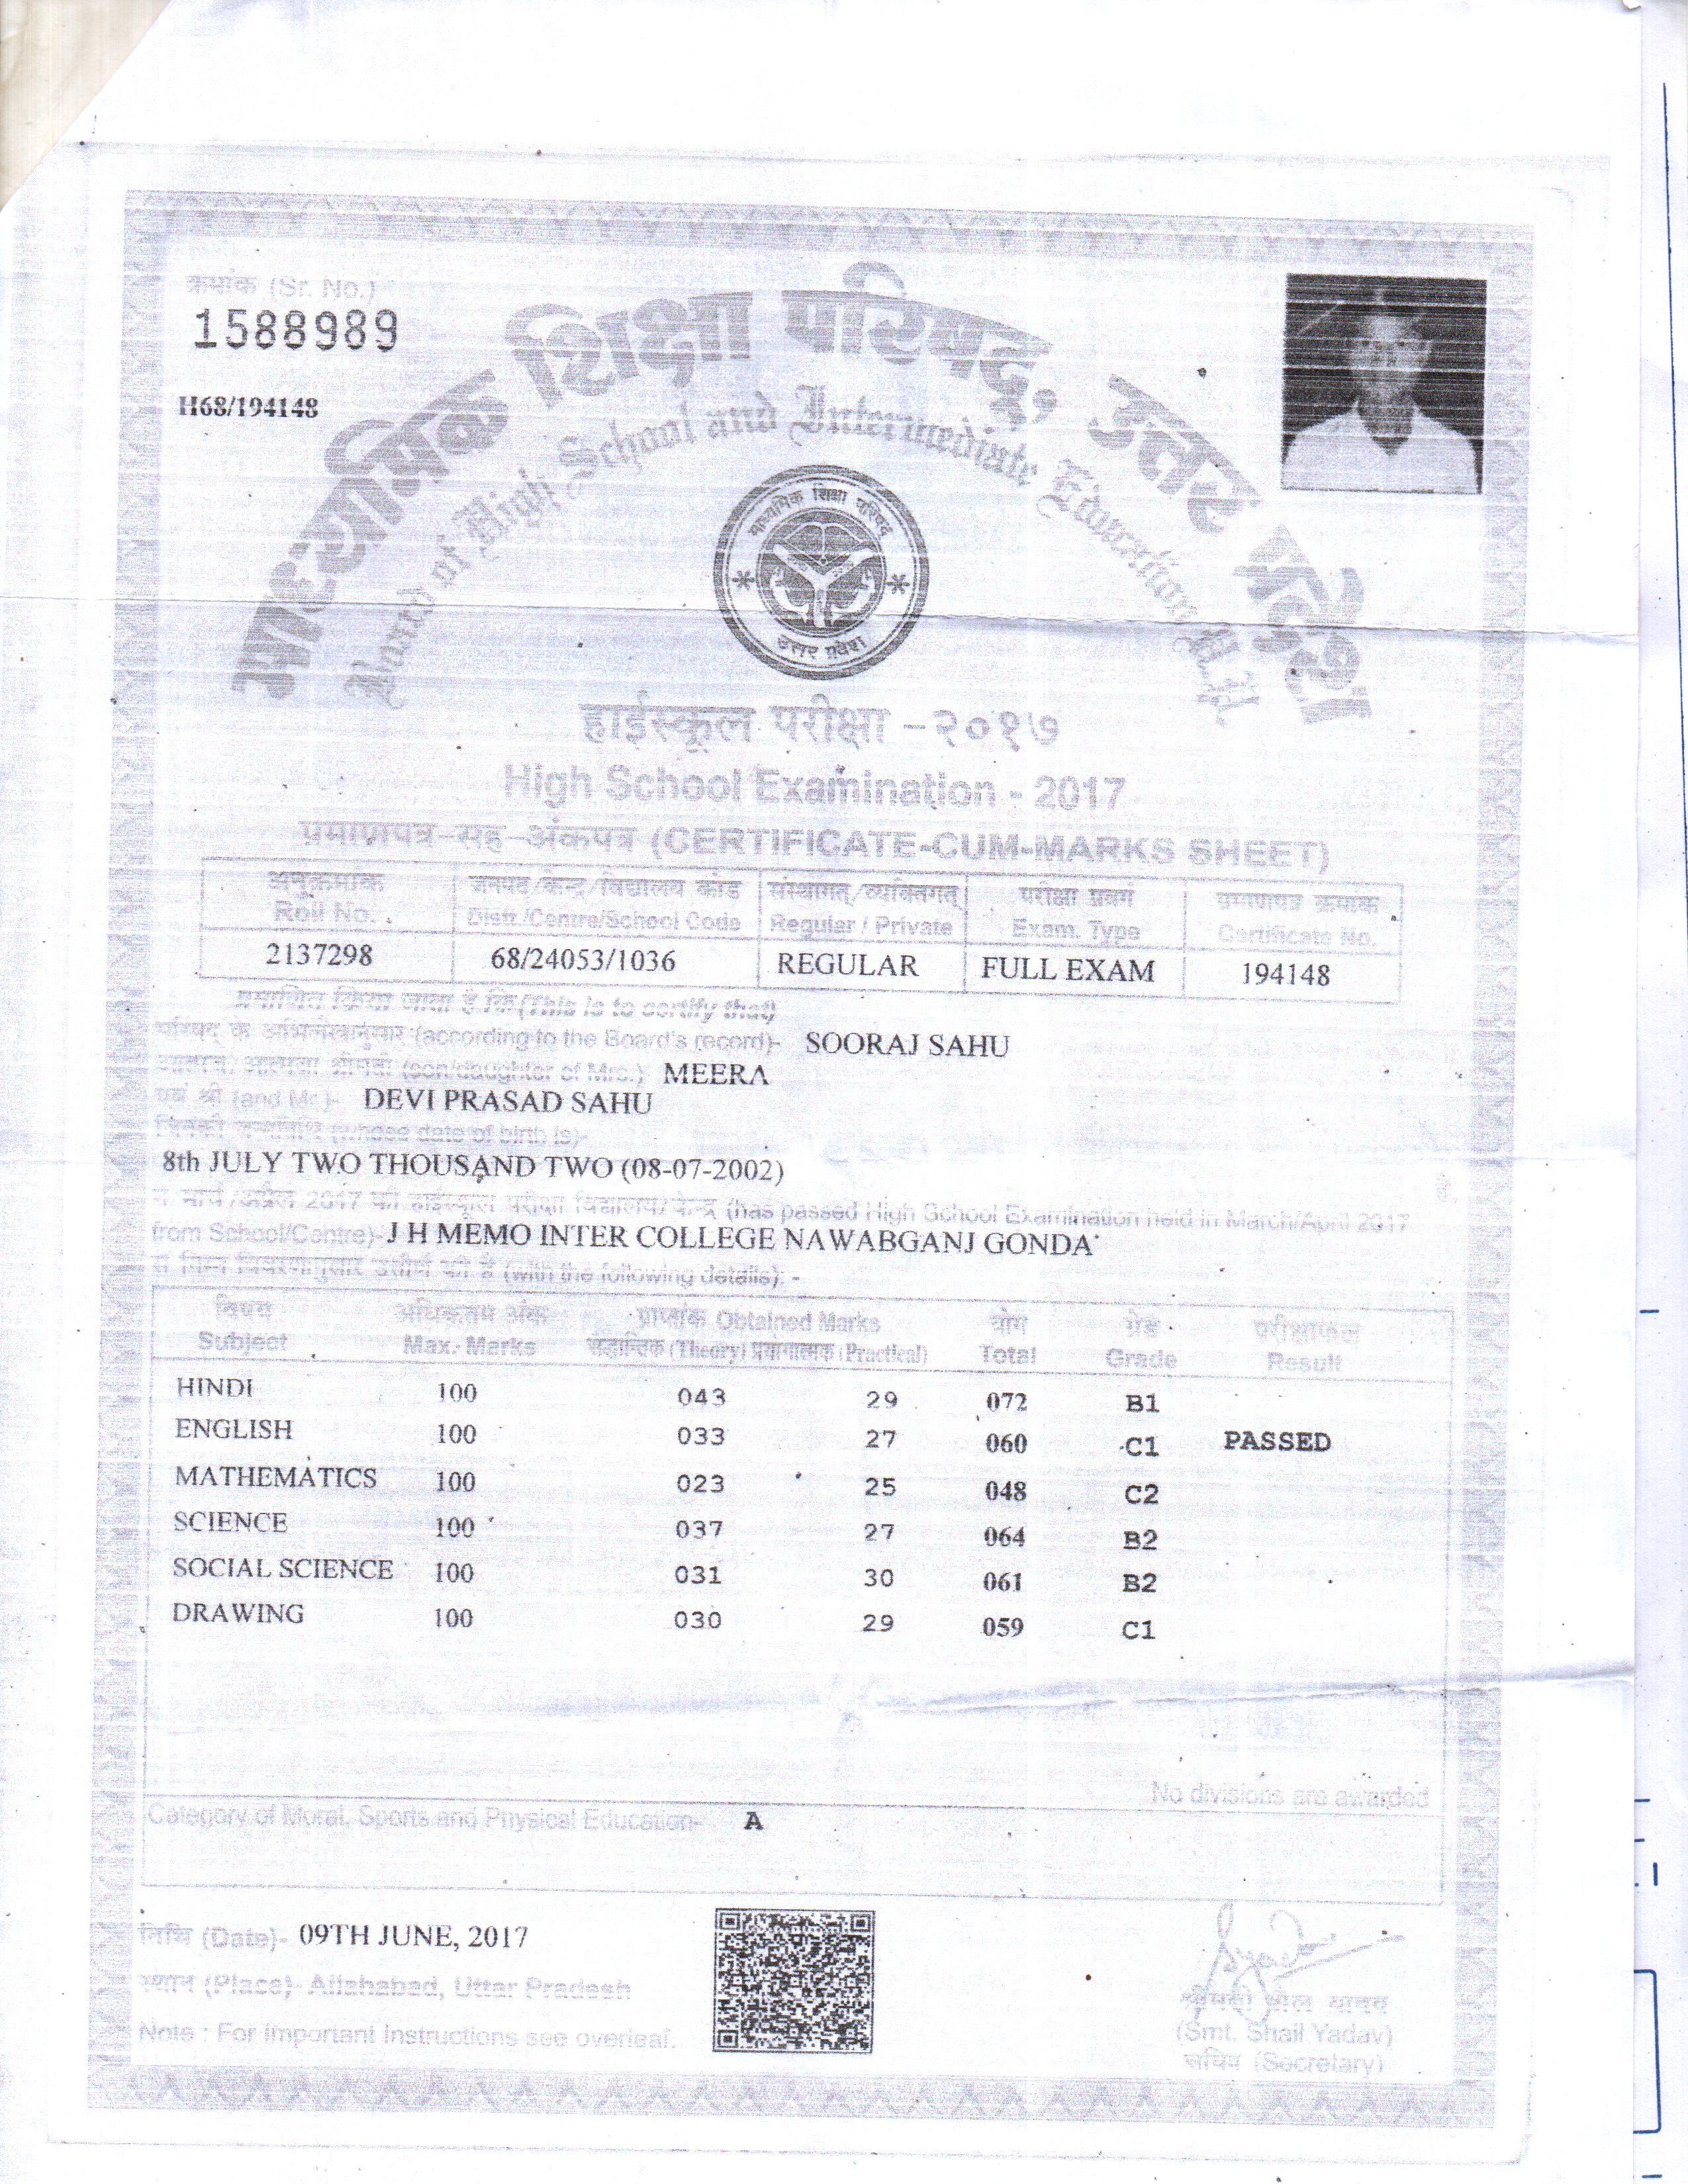 क्रमांक (Sr. No.)
1588989
H68/194148
माध्यमिक शिक्षा परिषद्, उत्तर प्रदेश
Board of High School and Intermediate Education U.P.
माध्यमिक शिक्षा परिषद
उत्तर प्रदेश
हाईस्कूल परीक्षा – २०१७
High School Examination - 2017
प्रमाणपत्र–सह–अंकपत्र (CERTIFICATE-CUM-MARKS SHEET)
अनुक्रमांक जनपद/केन्द्र/विद्यालय कोड संस्थागत्/व्यक्तिगत् परीक्षा प्रवर्ग प्रमाणपत्र क्रमांक
Roll No. Distt./Centre/School Code Regular / Private Exam. Type Certificate No.
2137298 68/24053/1036 REGULAR FULL EXAM 194148
प्रमाणित किया जाता है कि (This is to certify that)
परिषद के अभिलेखानुसार (according to the Board's record)- SOORAJ SAHU
(son/daughter of Mrs.) MEERA
एवं श्री (and Mr.)- DEVI PRASAD SAHU
जिनकी जन्मतिथि (whose date of birth is)-
8th JULY TWO THOUSAND TWO (08-07-2002) है,
ने मार्च/अप्रैल 2017 की हाईस्कूल परीक्षा विद्यालय/केन्द्र (has passed High School Examination held in March/April 2017
from School/Centre)- J H MEMO INTER COLLEGE NAWABGANJ GONDA
से निम्न विवरणानुसार उत्तीर्ण की है (with the following details): -
विषय अधिकतम अंक प्राप्तांक Obtained Marks योग ग्रेड परीक्षाफल
Subject Max. Marks सैद्धान्तिक (Theory) प्रयोगात्मक (Practical) Total Grade Result
HINDI 100 043 29 072 B1
ENGLISH 100 033 27 060 C1 PASSED
MATHEMATICS 100 023 25 048 C2
SCIENCE 100 037 27 064 B2
SOCIAL SCIENCE 100 031 30 061 B2
DRAWING 100 030 29 059 C1
No divisions are awarded
Category of Moral, Sports and Physical Education- A
तिथि (Date)- 09TH JUNE, 2017
स्थान (Place)- Allahabad, Uttar Pradesh
Note : For important instructions see overleaf.
श्रीमती शैल यादव
(Smt. Shail Yadav)
सचिव (Secretary)